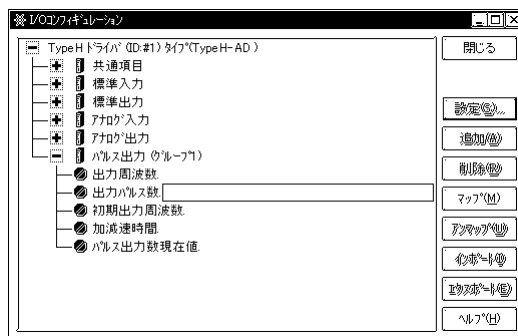 I/Oｺﾝﾌｨｷﾞｭﾚｰｼｮﾝ
TypeH ﾄﾞﾗｲﾊﾞ (ID:#1) ﾀｲﾌﾟ(TypeH-AD )
共通項目
標準入力
標準出力
ｱﾅﾛｸﾞ入力
ｱﾅﾛｸﾞ出力
ﾊﾟﾙｽ出力 (ｸﾞﾙｰﾌﾟ1)
出力周波数.
出力ﾊﾟﾙｽ数.
初期出力周波数.
加減速時間.
ﾊﾟﾙｽ出力数現在値.
閉じる
設定(S)...
追加(A)
削除(R)
ﾏｯﾌﾟ(M)
ｱﾝﾏｯﾌﾟ(U)
ｲﾝﾎﾟｰﾄ(I)
ｴｸｽﾎﾟｰﾄ(E)
ﾍﾙﾌﾟ(H)